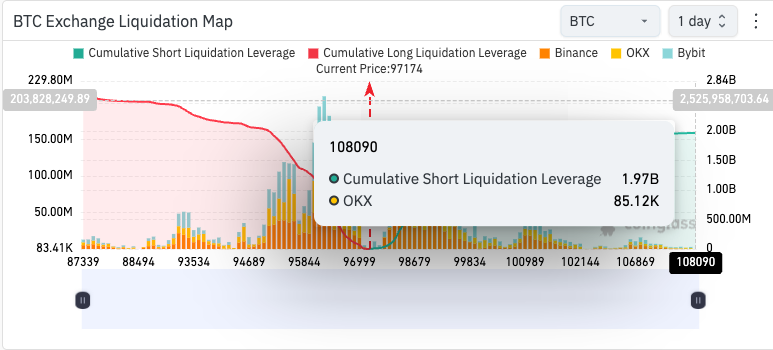 BTC Exchange Liquidation Map
BTC
1 day
Cumulative Short Liquidation Leverage
Cumulative Long Liquidation Leverage
Binance
OKX
Bybit
Current Price:97174
229.80M
2.84B
203,828,249.89
2,525,958,703.64
150.00M
2.00B
108090
1.50B
100.00M
Cumulative Short Liquidation Leverage 1.97B
1.00B
OKX 85.12K
50.00M
500.00M
coinglass
83.41K
0
87339 88494 93534 94689 95844 96999 98679 99834 100989 102144 106869 108090